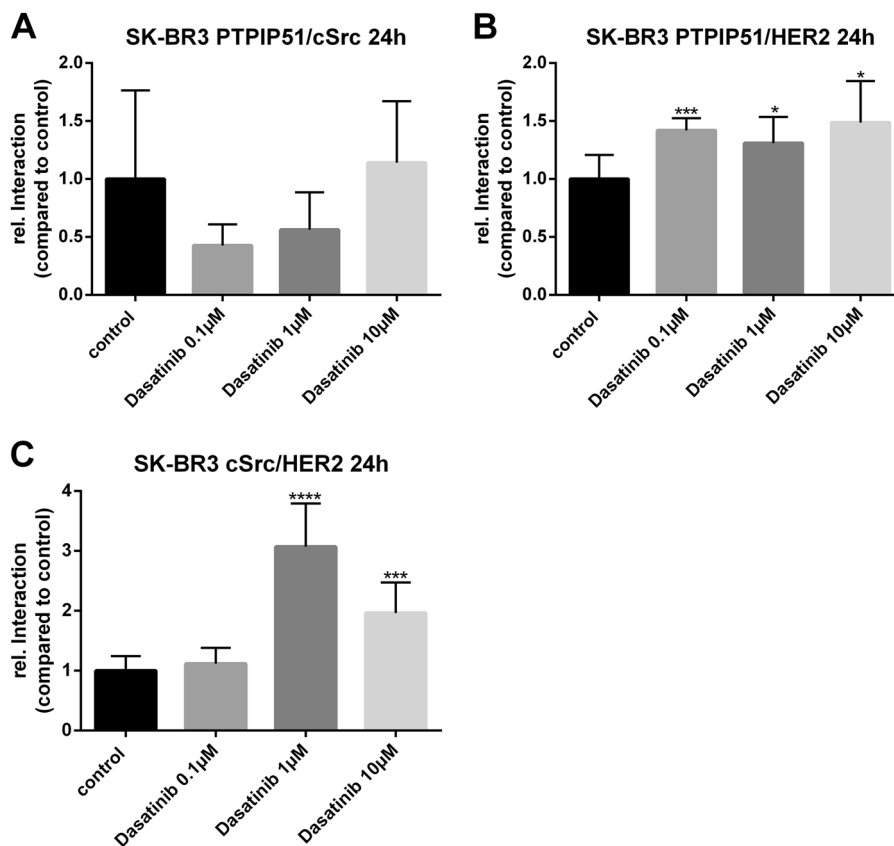 A
SK-BR3 PTPIP51/cSrc 24h
rel. Interaction
(compared to control)
2.0
1.5
1.0
0.5
0.0
control
Dasatinib 0.1µM
Dasatinib 1µM
Dasatinib 10µM
B
SK-BR3 PTPIP51/HER2 24h
rel. Interaction
(compared to control)
2.0
1.5
1.0
0.5
0.0
***
*
*
control
Dasatinib 0.1µM
Dasatinib 1µM
Dasatinib 10µM
C
SK-BR3 cSrc/HER2 24h
rel. Interaction
(compared to control)
4
3
2
1
0
****
***
control
Dasatinib 0.1µM
Dasatinib 1µM
Dasatinib 10µM